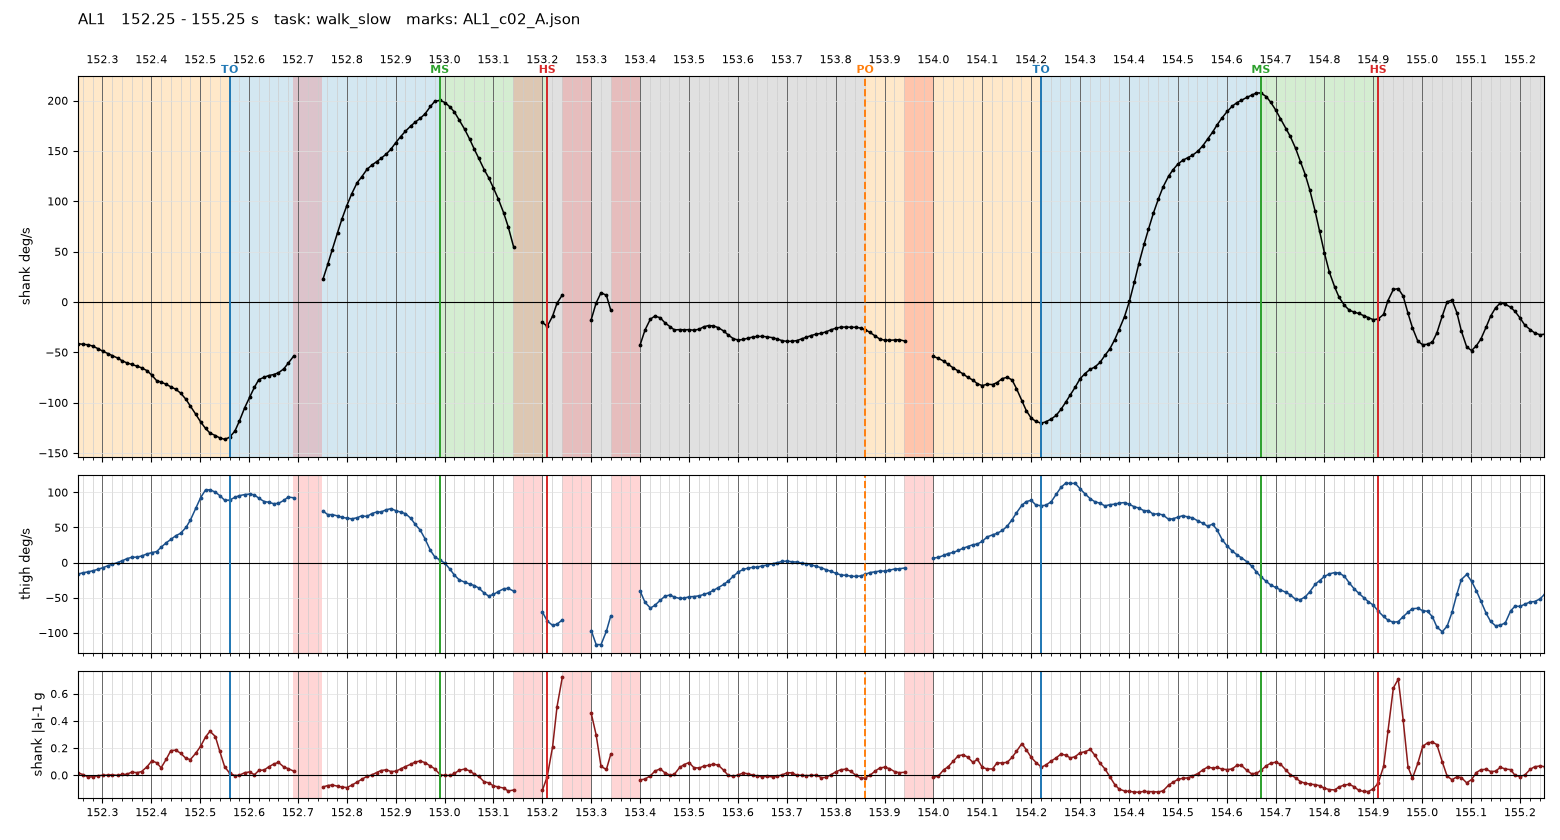 AL1 152.25 - 155.25 s task: walk_slow marks: AL1_c02_A.json
152.3 152.4 152.5 152.6 152.7 152.8 152.9 153.0 153.1 153.2 153.3 153.4 153.5 153.6 153.7 153.8 153.9 154.0 154.1 154.2 154.3 154.4 154.5 154.6 154.7 154.8 154.9 155.0 155.1 155.2
TO MS HS PO TO MS HS
shank deg/s
200
150
100
50
0
−50
−100
−150
thigh deg/s
100
50
0
−50
−100
shank |a|-1 g
0.6
0.4
0.2
0.0
152.3 152.4 152.5 152.6 152.7 152.8 152.9 153.0 153.1 153.2 153.3 153.4 153.5 153.6 153.7 153.8 153.9 154.0 154.1 154.2 154.3 154.4 154.5 154.6 154.7 154.8 154.9 155.0 155.1 155.2